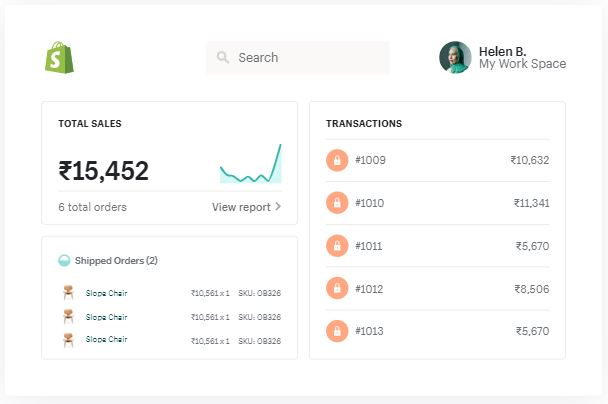 S
Search
Helen B.
My Work Space
TOTAL SALES
₹15,452
6 total orders
View report
Shipped Orders (2)
Slope Chair ₹10,561 x 1 SKU: OB326
Slope Chair ₹10,561 x 1 SKU: OB326
Slope Chair ₹10,561 x 1 SKU: OB326
TRANSACTIONS
#1009 ₹10,632
#1010 ₹11,341
#1011 ₹5,670
#1012 ₹8,506
#1013 ₹5,670